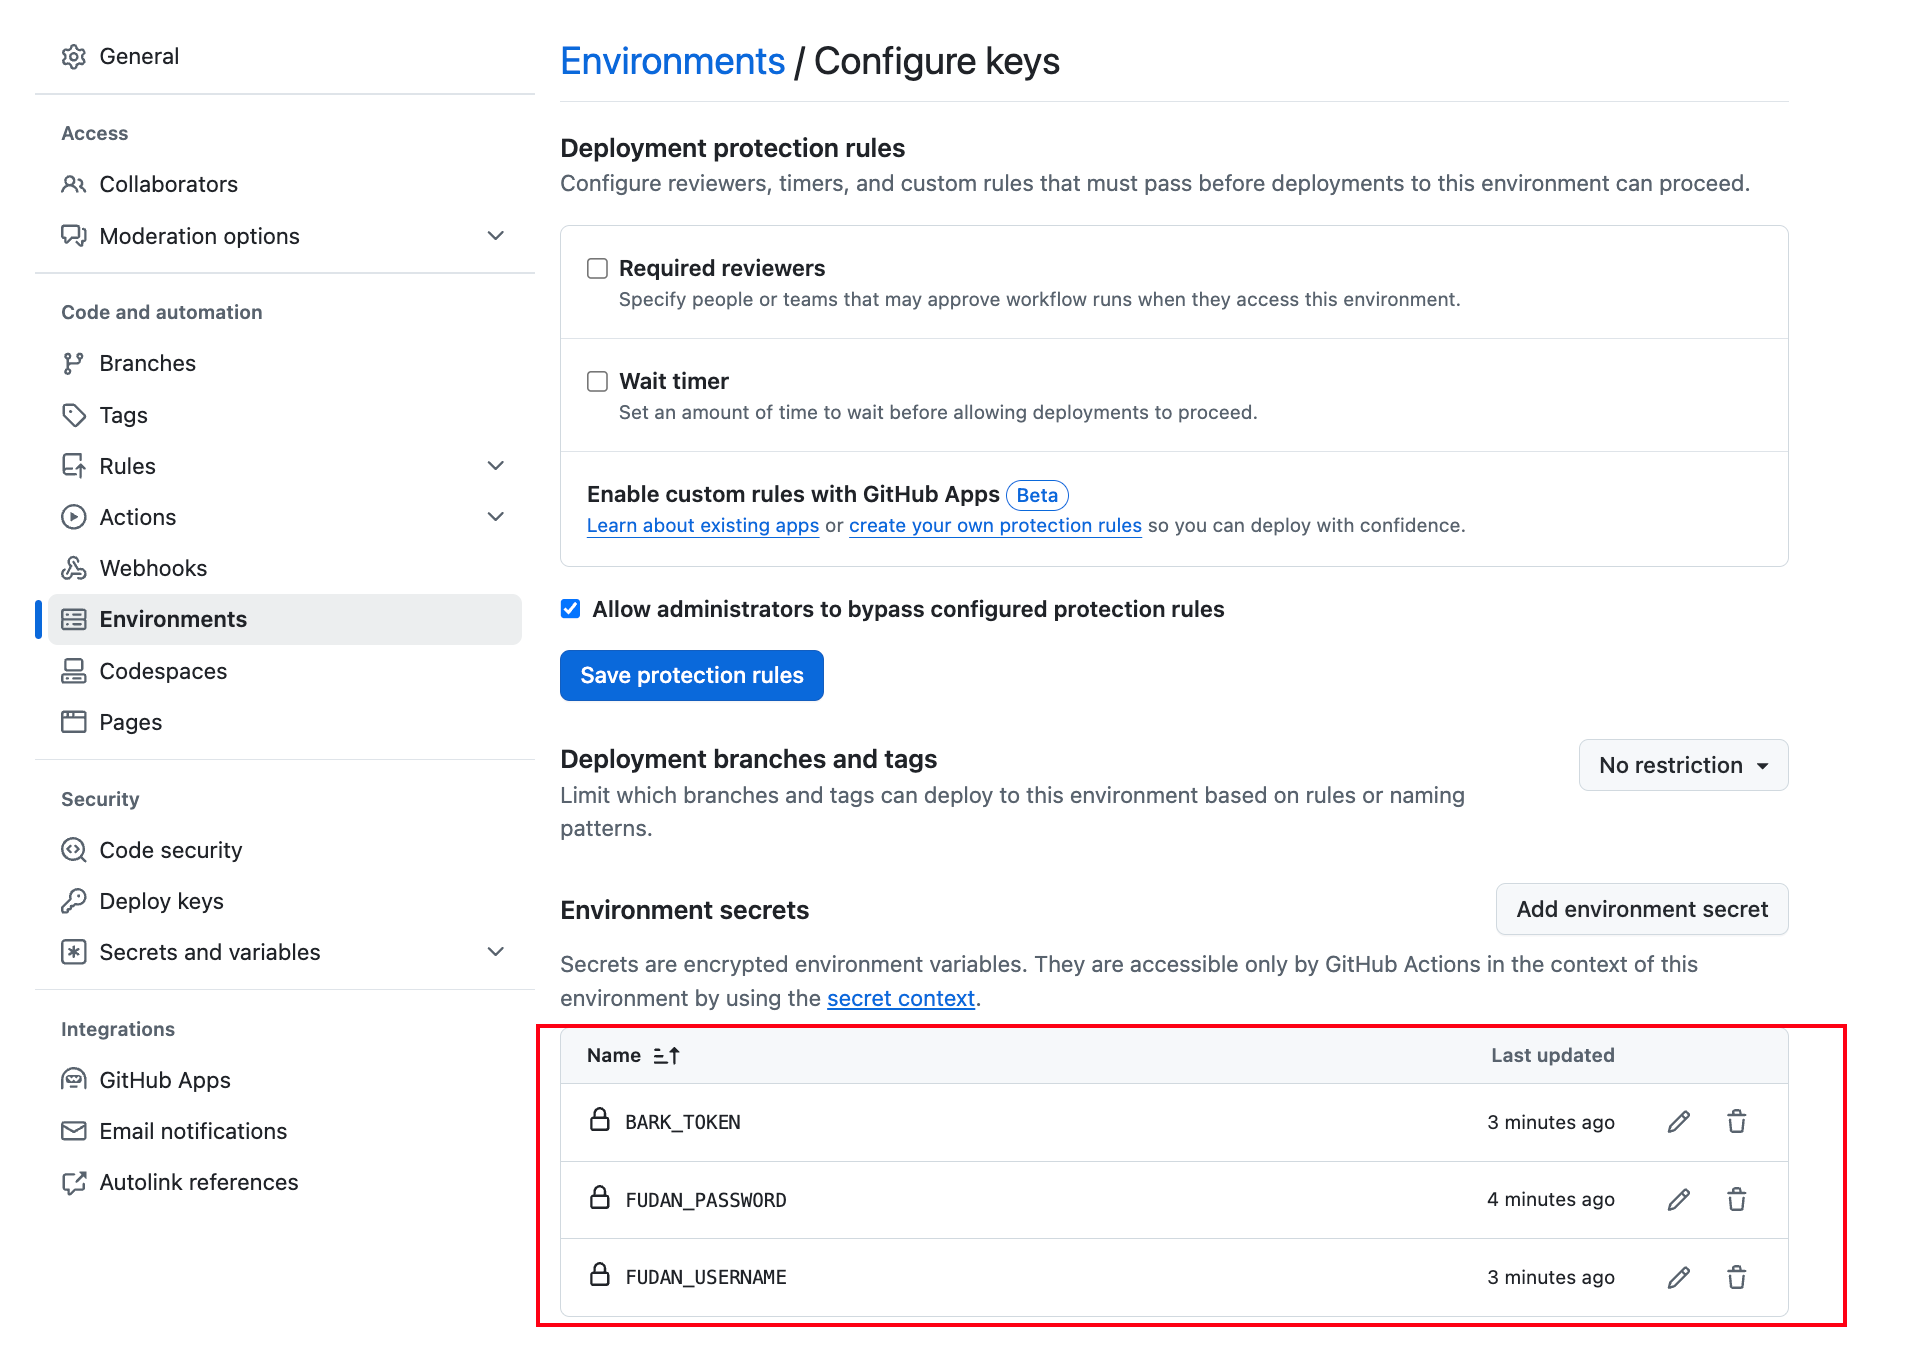 General
Access
Collaborators
Moderation options
Code and automation
Branches
Tags
Rules
Actions
Webhooks
Environments
Codespaces
Pages
Security
Code security
Deploy keys
Secrets and variables
Integrations
GitHub Apps
Email notifications
Autolink references
Environments / Configure keys
Deployment protection rules
Configure reviewers, timers, and custom rules that must pass before deployments to this environment can proceed.
Required reviewers
Specify people or teams that may approve workflow runs when they access this environment.
Wait timer
Set an amount of time to wait before allowing deployments to proceed.
Enable custom rules with GitHub Apps Beta
Learn about existing apps or create your own protection rules so you can deploy with confidence.
Allow administrators to bypass configured protection rules
Save protection rules
Deployment branches and tags
No restriction
Limit which branches and tags can deploy to this environment based on rules or naming
patterns.
Environment secrets
Add environment secret
Secrets are encrypted environment variables. They are accessible only by GitHub Actions in the context of this
environment by using the secret context.
Name Last updated
BARK_TOKEN 3 minutes ago
FUDAN_PASSWORD 4 minutes ago
FUDAN_USERNAME 3 minutes ago